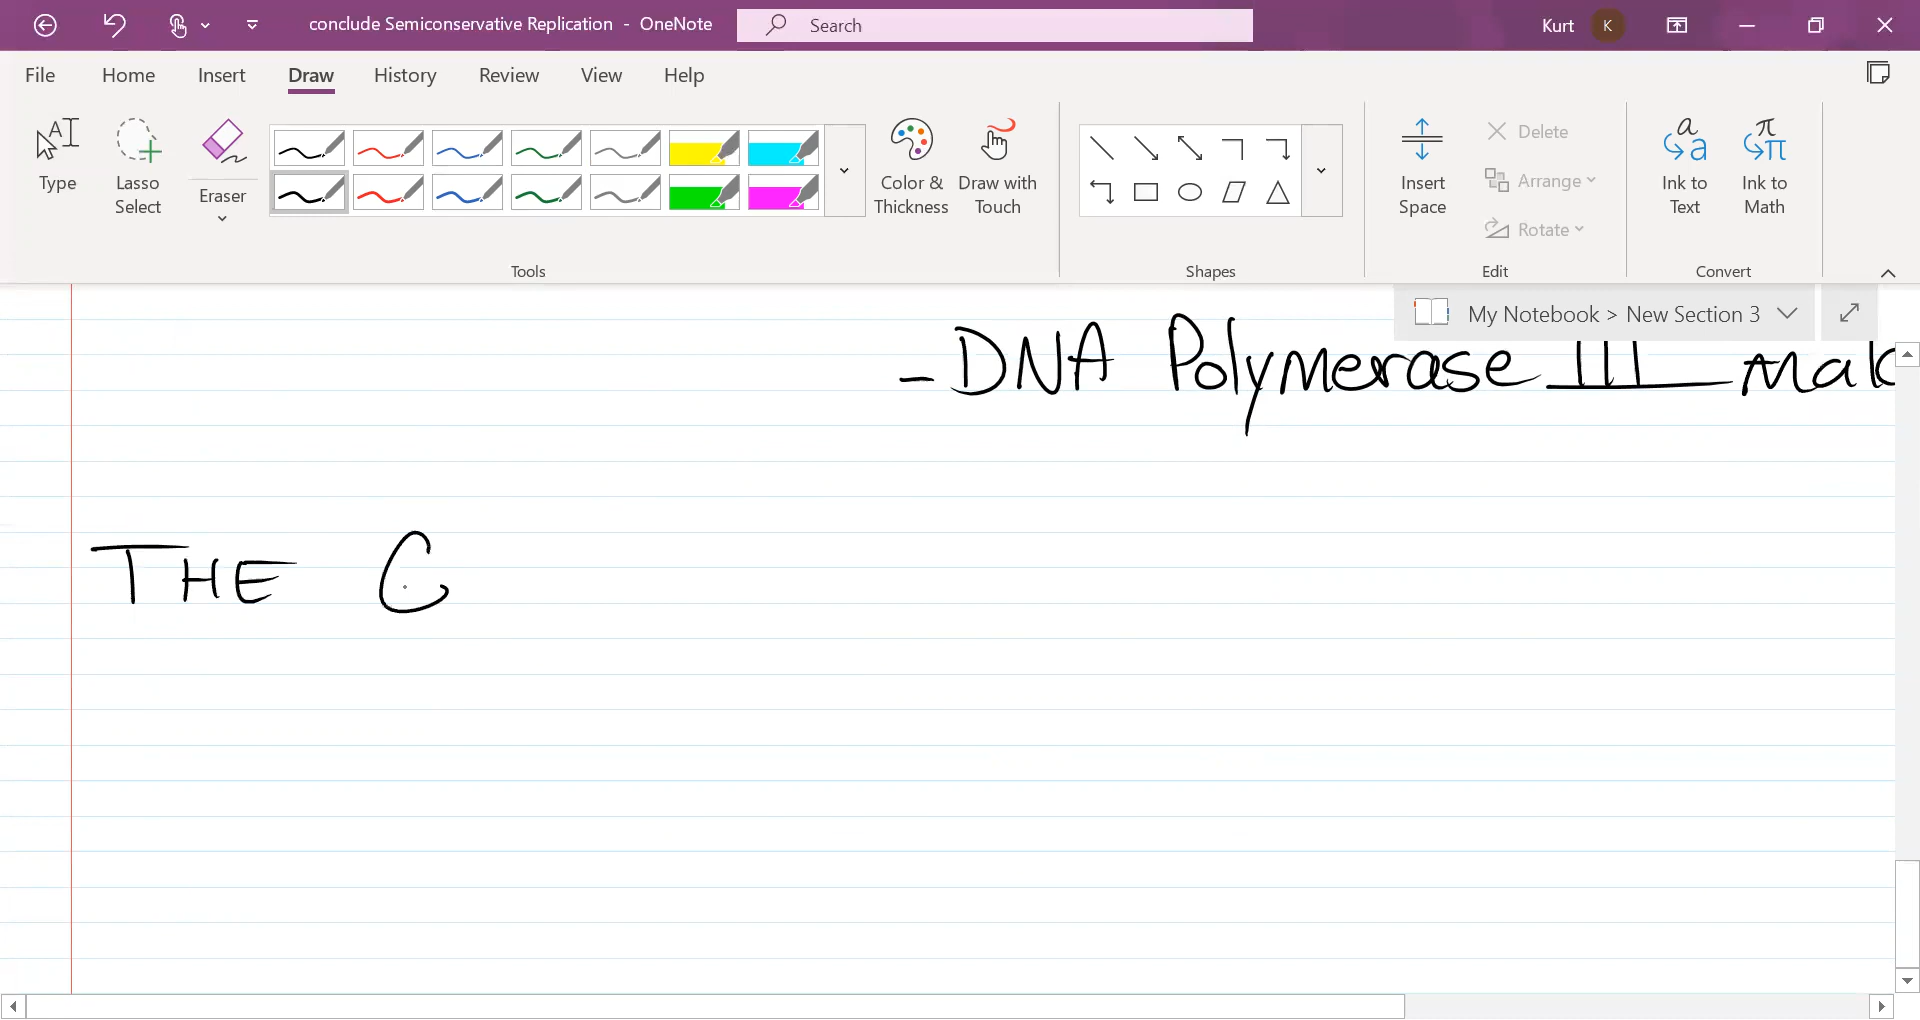 conclude Semiconservative Replication - OneNote
Search
Kurt K
File Home Insert Draw History Review View Help
Type
Lasso Select
Eraser
Color & Thickness
Draw with Touch
Insert Space
Delete
Arrange
Rotate
Ink to Text
Ink to Math
Tools Shapes Edit Convert
My Notebook > New Section 3
- DNA Polymerase III mak
THE C